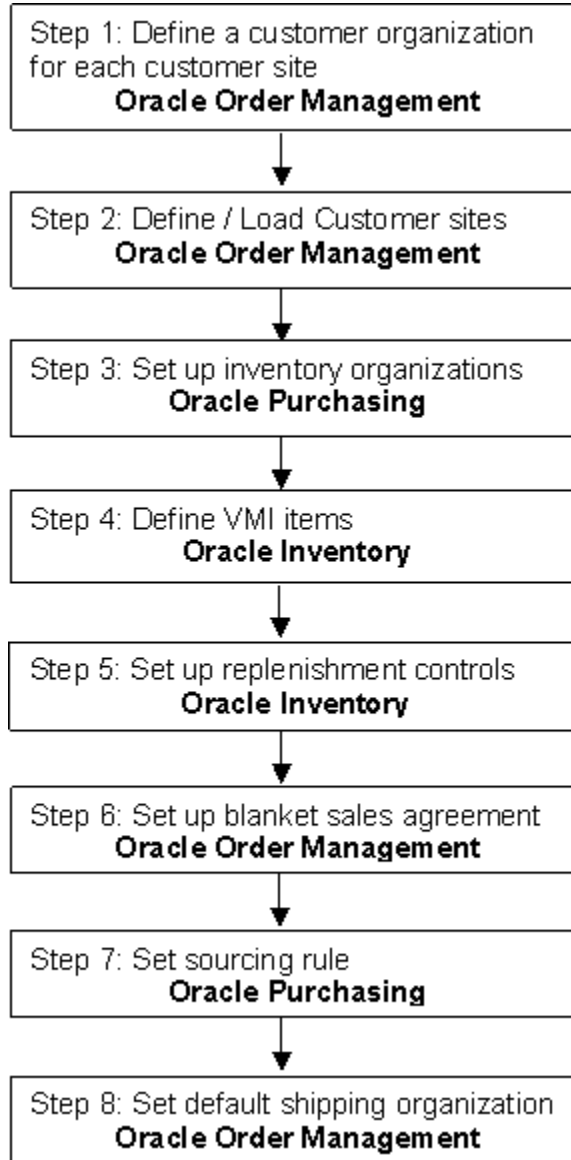 Step 1: Define a customer organization
for each customer site
Oracle Order Management
Step 2: Define / Load Customer sites
Oracle Order Management
Step 3: Set up inventory organizations
Oracle Purchasing
Step 4: Define VMI items
Oracle Inventory
Step 5: Set up replenishment controls
Oracle Inventory
Step 6: Set up blanket sales agreement
Oracle Order Management
Step 7: Set sourcing rule
Oracle Purchasing
Step 8: Set default shipping organization
Oracle Order Management